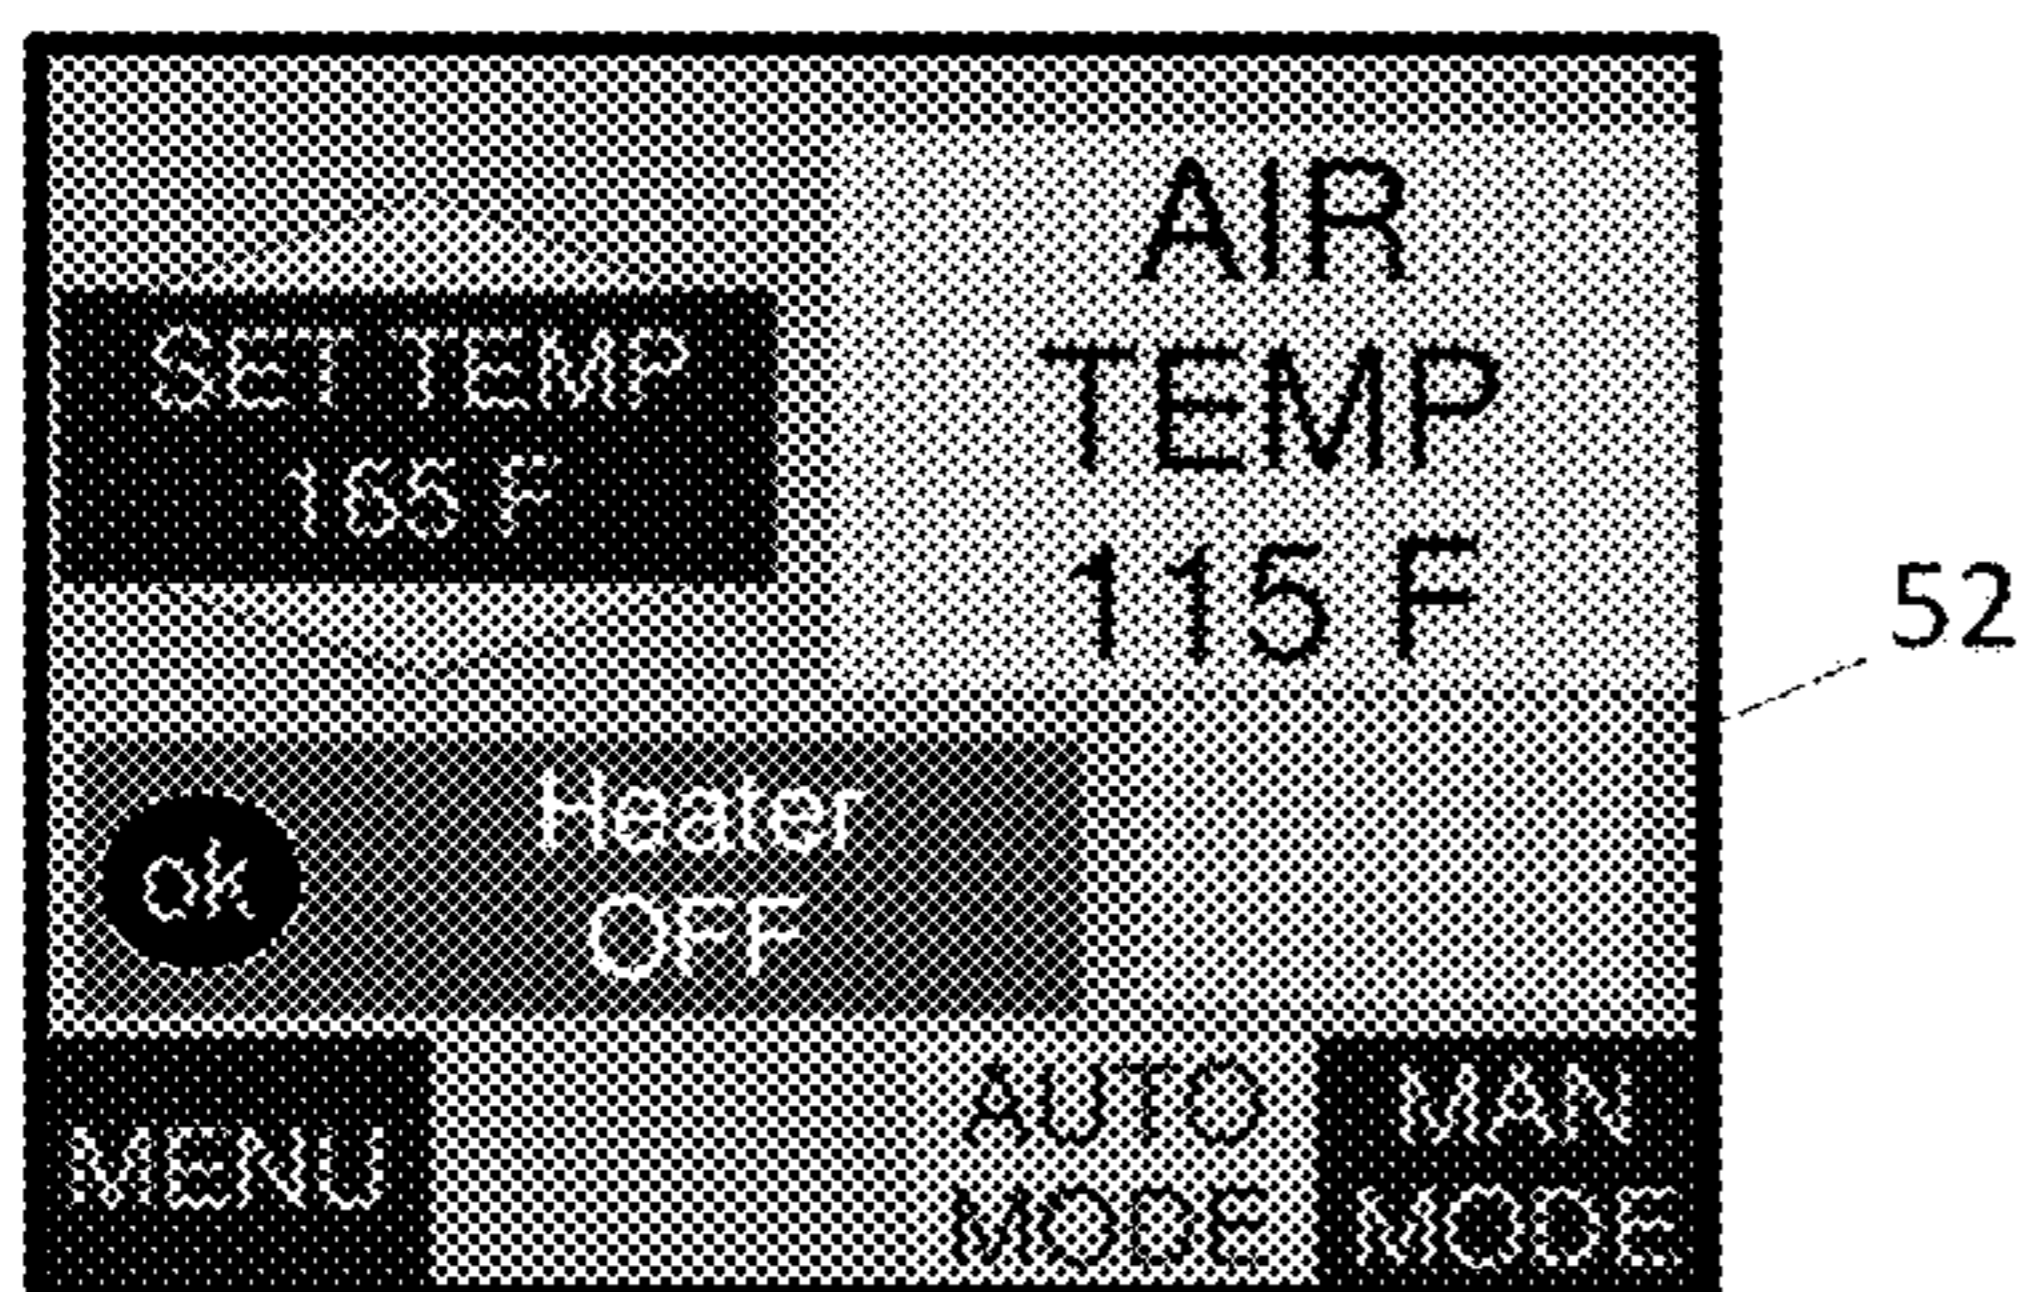 AIR
TEMP
115 F
SET TEMP
165 F
52
Heater
OFF
ok
MENU
AUTO
MODE
MAN
MODE